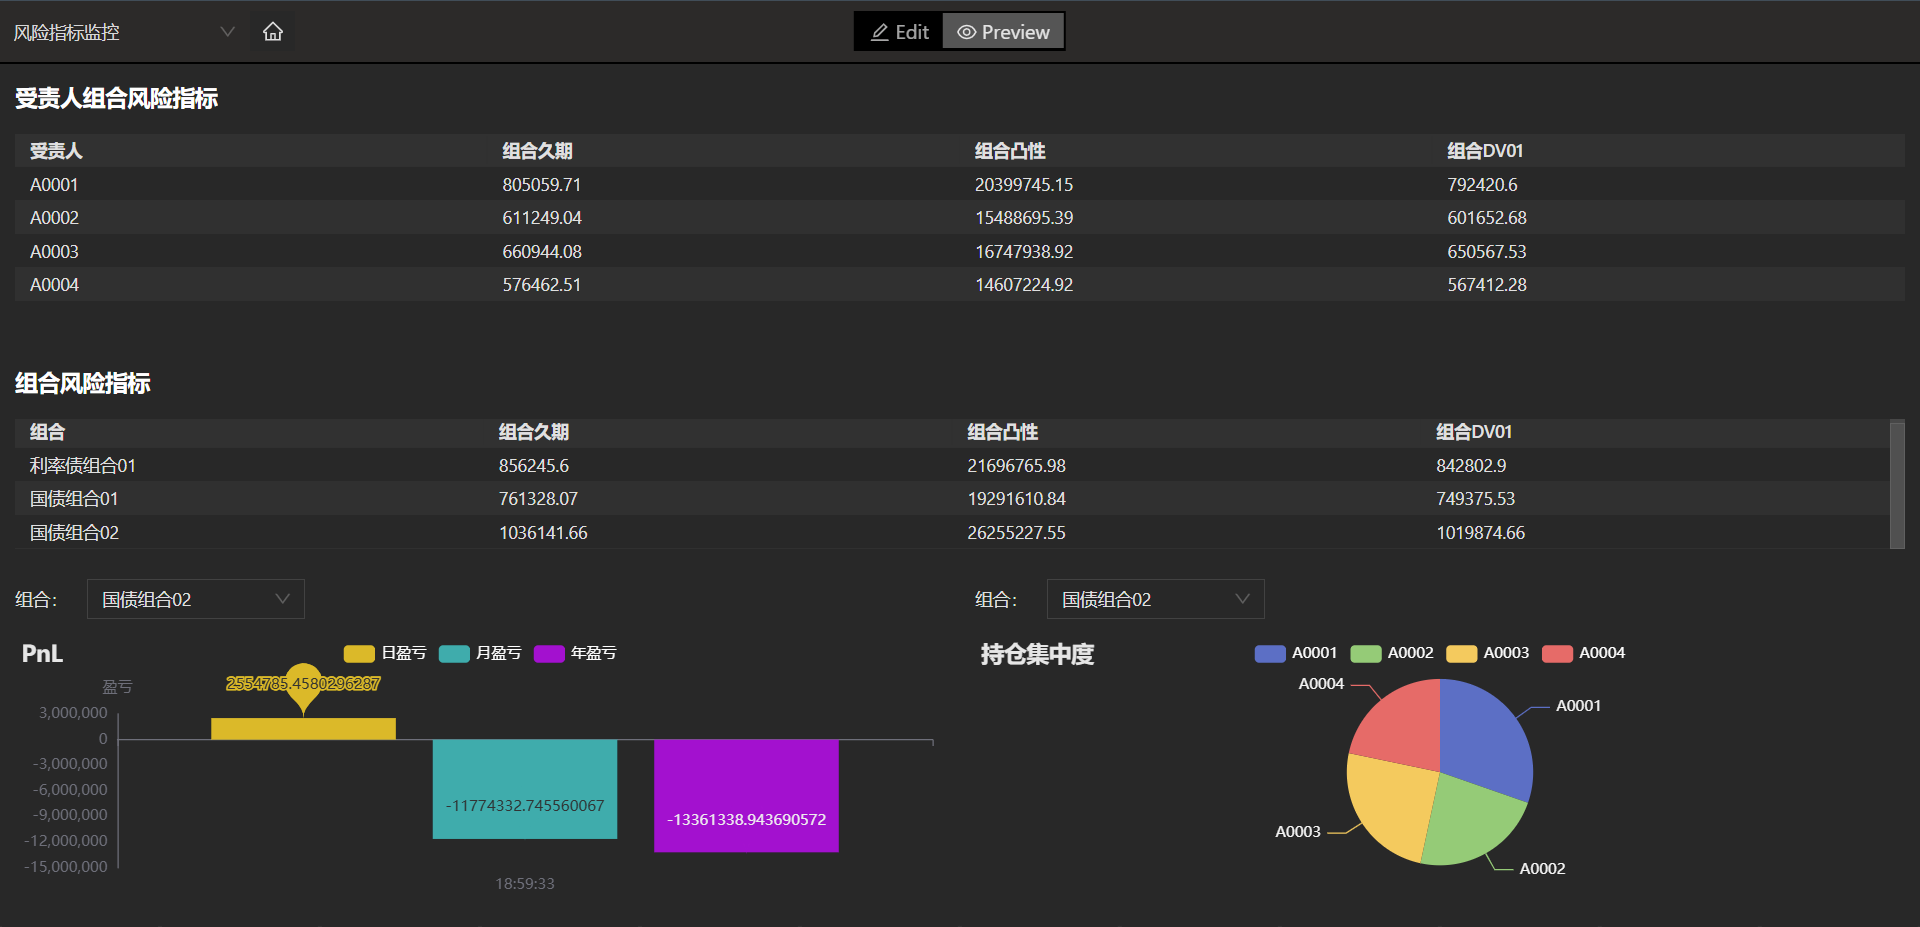 风险指标监控
Edit Preview
受责人组合风险指标
受责人 组合久期 组合凸性 组合DV01
A0001 805059.71 20399745.15 792420.6
A0002 611249.04 15488695.39 601652.68
A0003 660944.08 16747938.92 650567.53
A0004 576462.51 14607224.92 567412.28
组合风险指标
组合 组合久期 组合凸性 组合DV01
利率债组合01 856245.6 21696765.98 842802.9
国债组合01 761328.07 19291610.84 749375.53
国债组合02 1036141.66 26255227.55 1019874.66
组合: 国债组合02
PnL
日盈亏 月盈亏 年盈亏
盈亏
2554785.4580296287
3,000,000
0
-3,000,000
-6,000,000
-9,000,000
-12,000,000
-15,000,000
-11774332.745560067
-13361338.943690572
18:59:33
组合: 国债组合02
持仓集中度
A0001 A0002 A0003 A0004
A0004
A0001
A0003
A0002